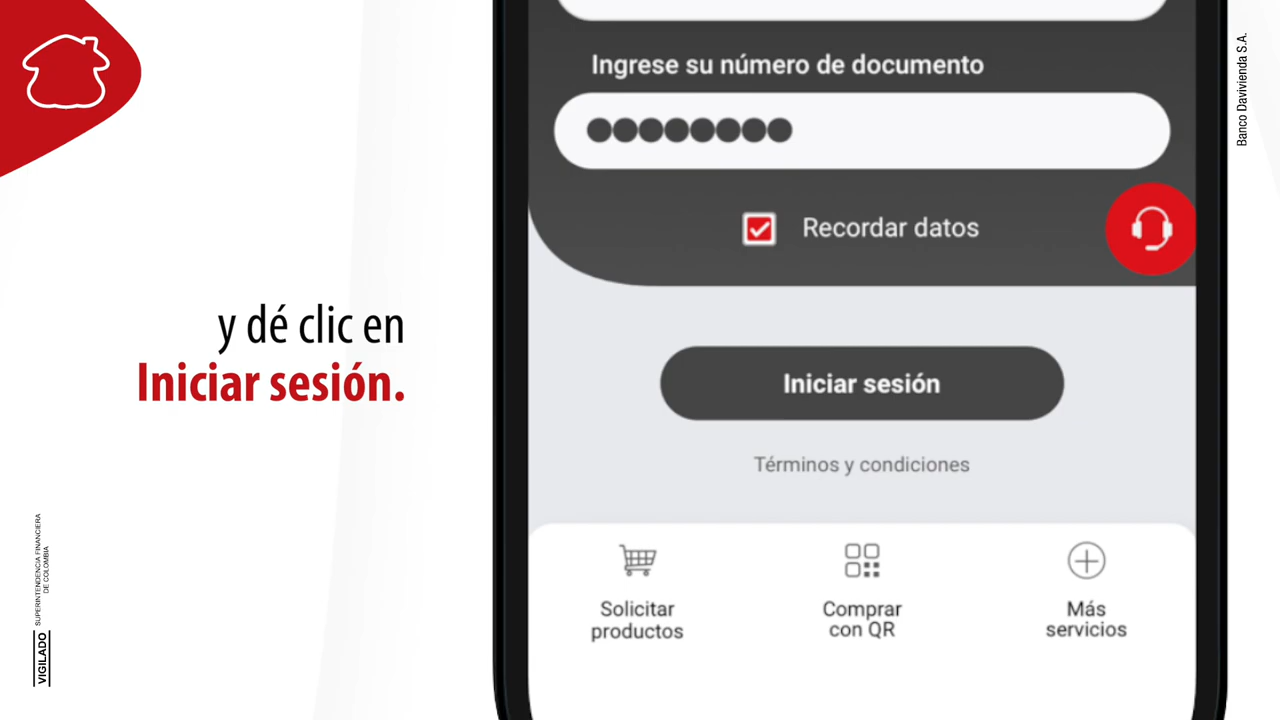 Banco Davivienda S.A.
Ingrese su número de documento
Recordar datos
y dé clic en
Iniciar sesión.
Iniciar sesión
Términos y condiciones
Solicitar
productos
Comprar
con QR
Más
servicios
VIGILADO
SUPERINTENDENCIA FINANCIERA
DE COLOMBIA